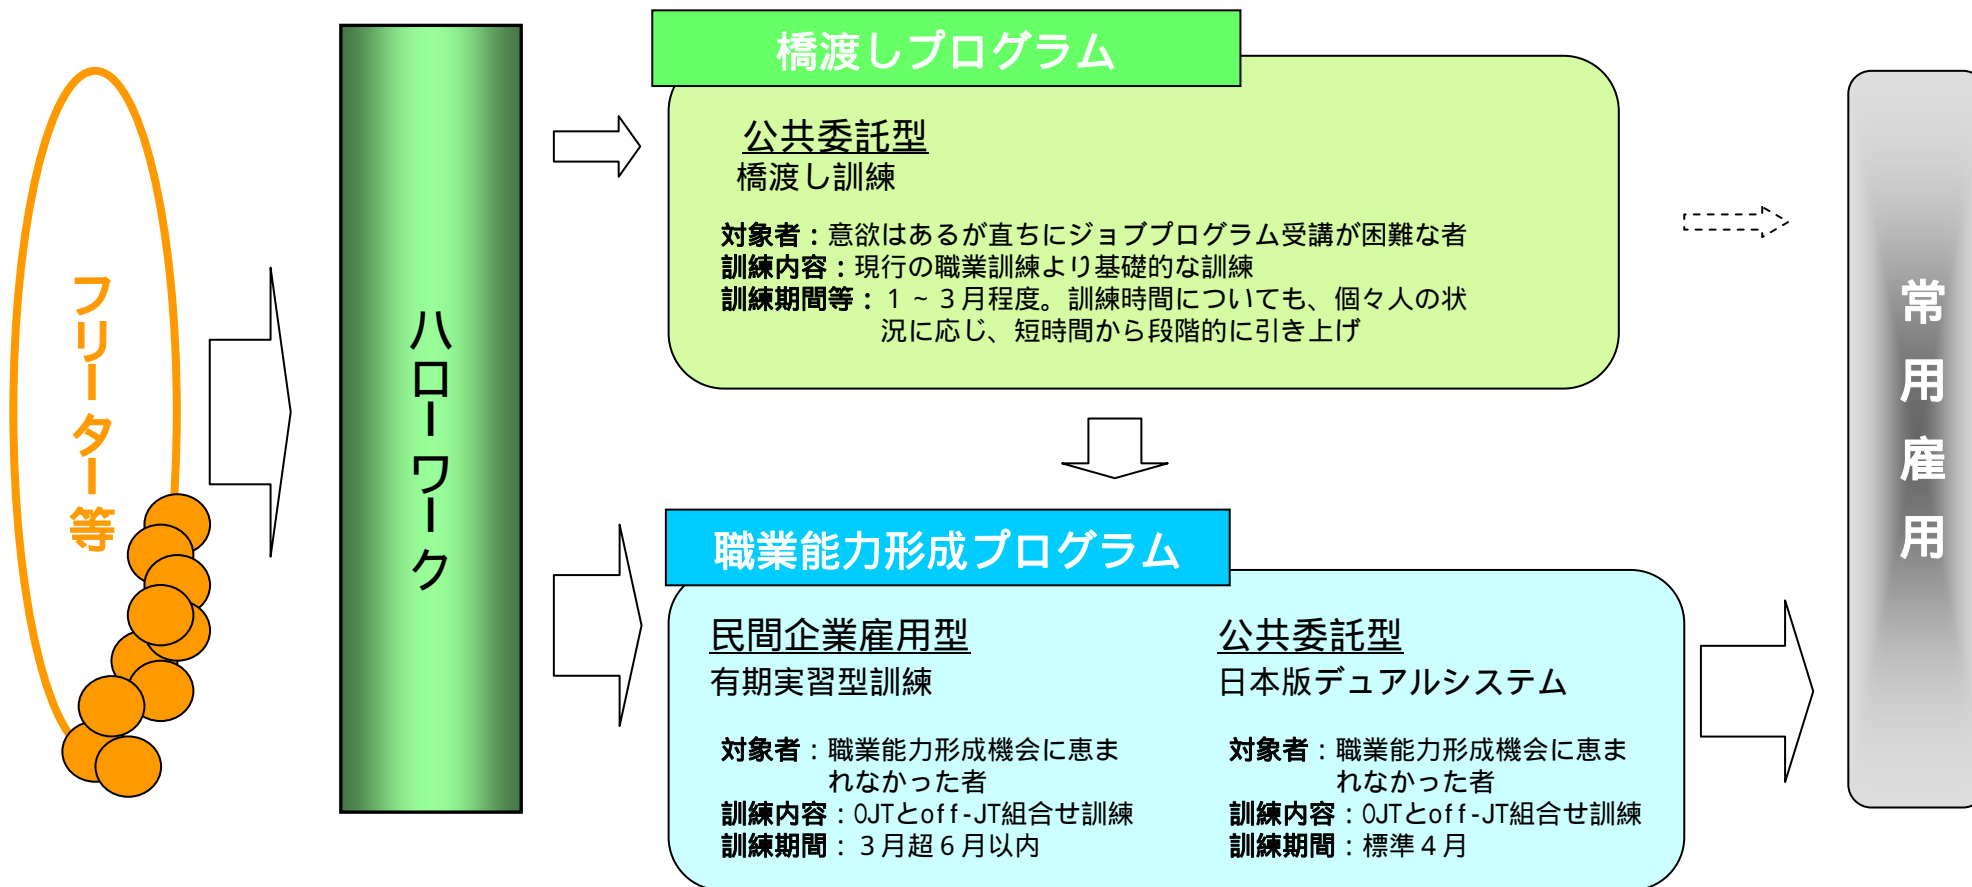 フリーター等
ハローワーク
橋渡しプログラム
公共委託型
橋渡し訓練
対象者：意欲はあるが直ちにジョブプログラム受講が困難な者
訓練内容：現行の職業訓練より基礎的な訓練
訓練期間等：１～３月程度。訓練時間についても、個々人の状
況に応じ、短時間から段階的に引き上げ
職業能力形成プログラム
民間企業雇用型
有期実習型訓練
対象者：職業能力形成機会に恵ま
れなかった者
訓練内容：OJTとoff-JT組合せ訓練
訓練期間：３月超６月以内
公共委託型
日本版デュアルシステム
対象者：職業能力形成機会に恵ま
れなかった者
訓練内容：OJTとoff-JT組合せ訓練
訓練期間：標準４月
常用雇用